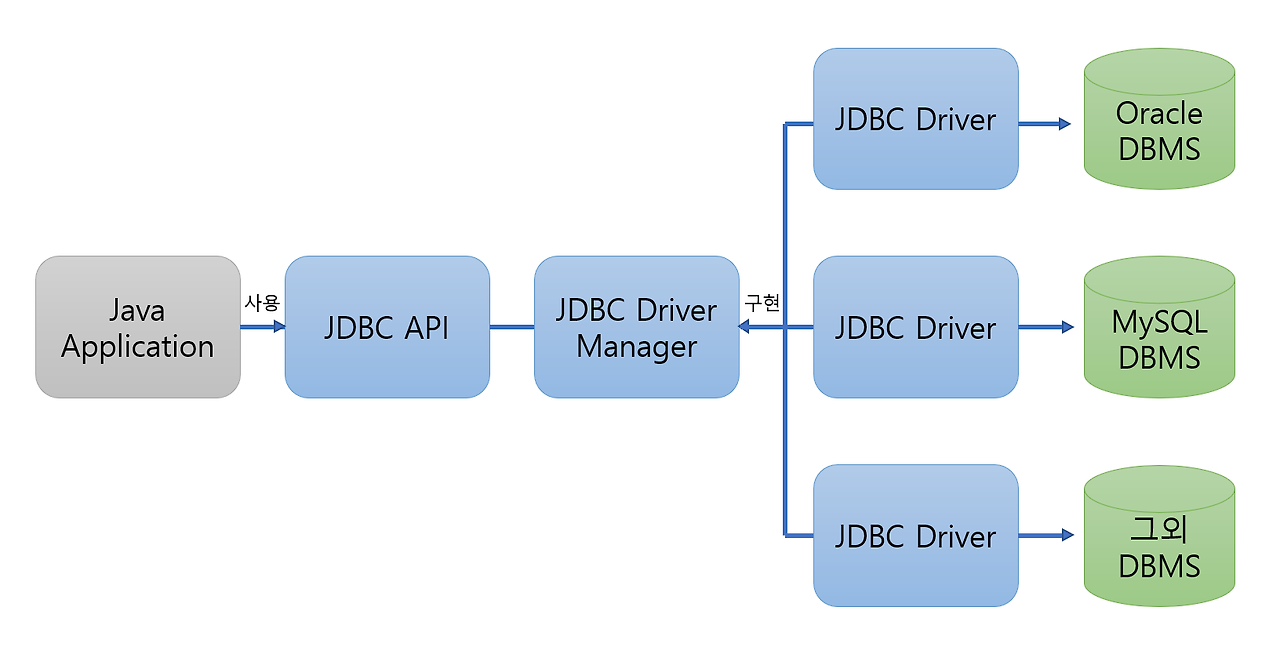 Java
Application
사용
JDBC API
JDBC Driver
Manager
구현
JDBC Driver
Oracle
DBMS
JDBC Driver
MySQL
DBMS
JDBC Driver
그외
DBMS